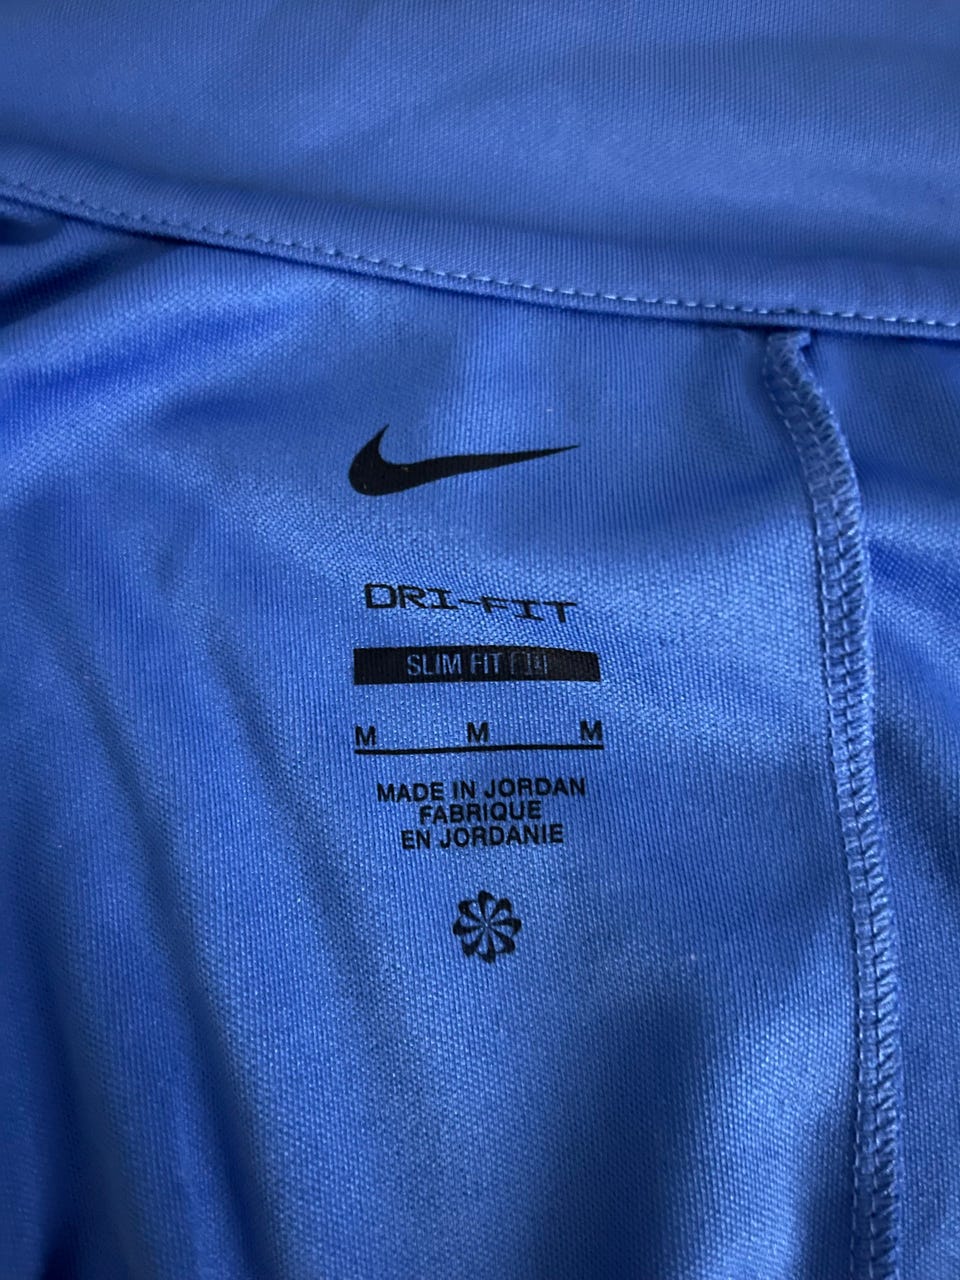 DRI-FIT
SLIM FIT
M M M
MADE IN JORDAN
FABRIQUE
EN JORDANIE